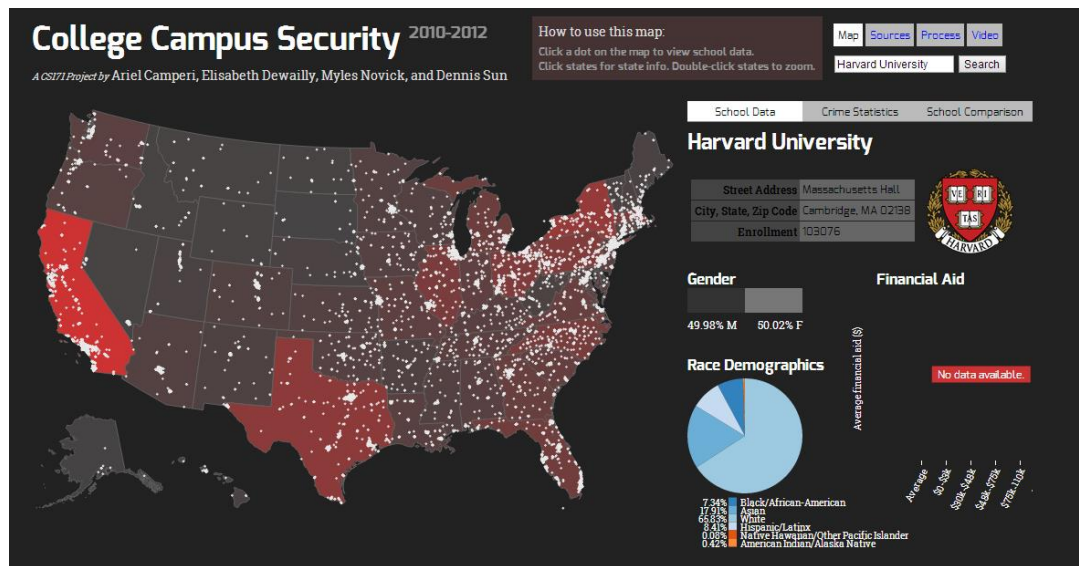 College Campus Security 2010-2012
A CS171 Project by Ariel Camperi, Elisabeth Dewailly, Myles Novick, and Dennis Sun
How to use this map:
Click a dot on the map to view school data.
Click states for state info. Double-click states to zoom.
Map Sources Process Video
Harvard University Search
School Data Crime Statistics School Comparison
Harvard University
Street Address Massachusetts Hall
City, State, Zip Code Cambridge, MA 02138
Enrollment 103076
VE RI
TAS
HARVARD
Gender
49.98% M 50.02% F
Race Demographics
7.34% Black/African-American
17.91% Asian
65.83% White
8.41% Hispanic/Latinx
0.08% Native Hawaiian/Other Pacific Islander
0.42% American Indian/Alaska Native
Financial Aid
Average financial aid ($)
No data available.
Average
$0-$3k
$30k-$48k
$48k-$75k
$75k-110k